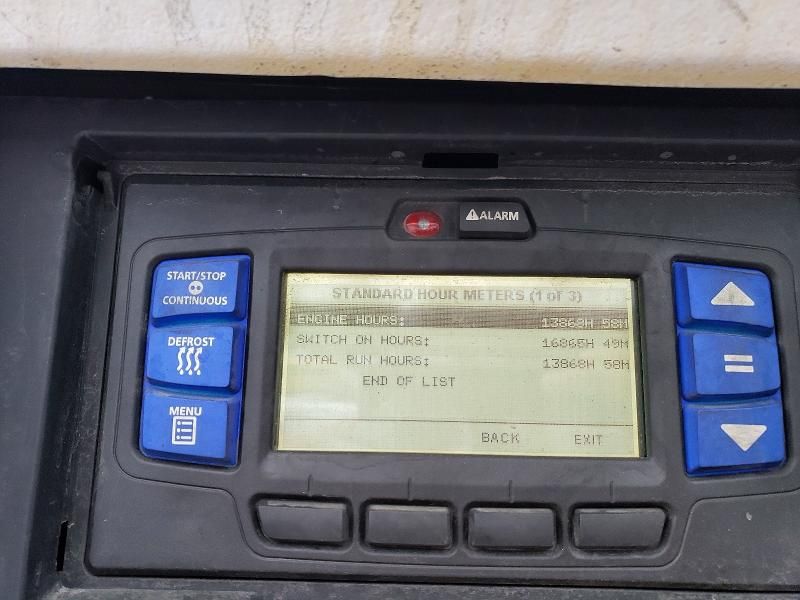 ALARM
START/STOP
CONTINUOUS
DEFROST
MENU
STANDARD HOUR METERS (1 of 3)
ENGINE HOURS: 13868H 58M
SWITCH ON HOURS: 16865H 49M
TOTAL RUN HOURS: 13868H 58M
END OF LIST
BACK EXIT